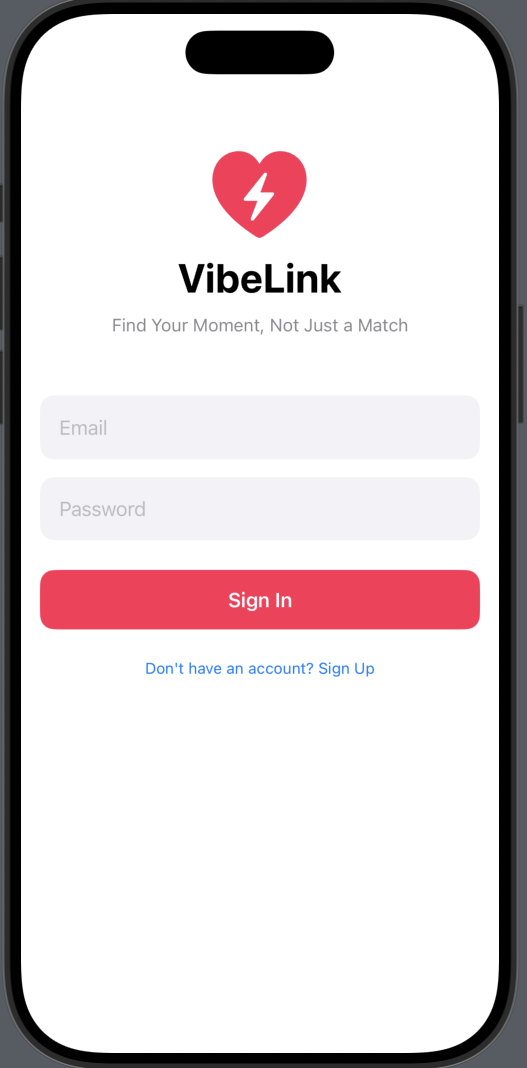 VibeLink
Find Your Moment, Not Just a Match
Email
Password
Sign In
Don't have an account? Sign Up